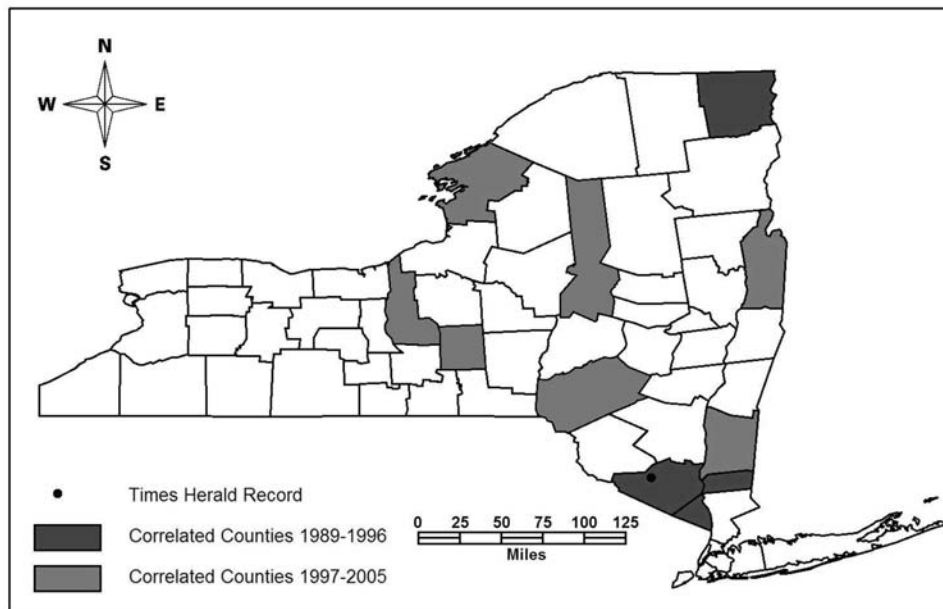 N
W E
S
Times Herald Record
Correlated Counties 1989-1996
Correlated Counties 1997-2005
0 25 50 75 100 125
Miles